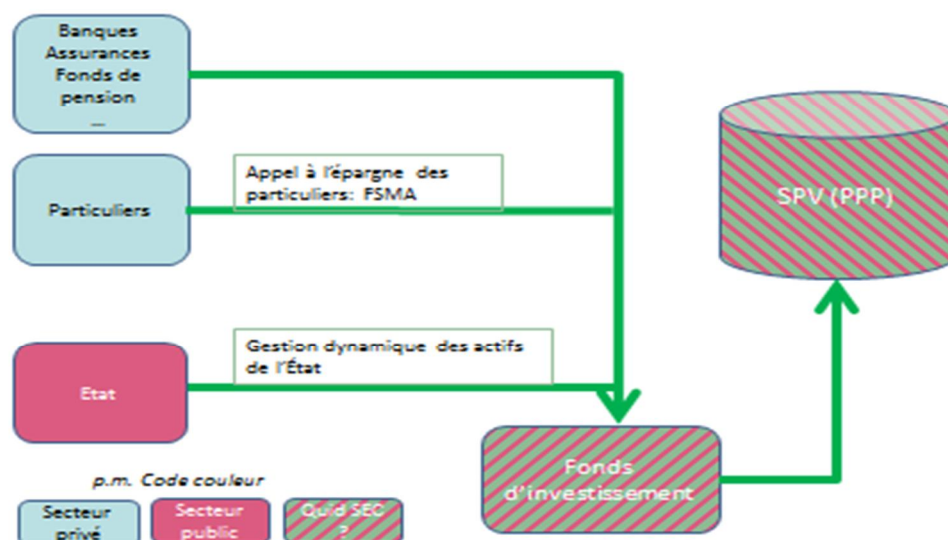 Banques
Assurances
Fonds de
pension
...
Particuliers
Appel à l'épargne des
particuliers: FSMA
SPV (PPP)
Gestion dynamique des actifs
de l'État
Etat
Fonds
d'investissement
p.m. Code couleur
Secteur
privé
Secteur
public
Quid SEC
?